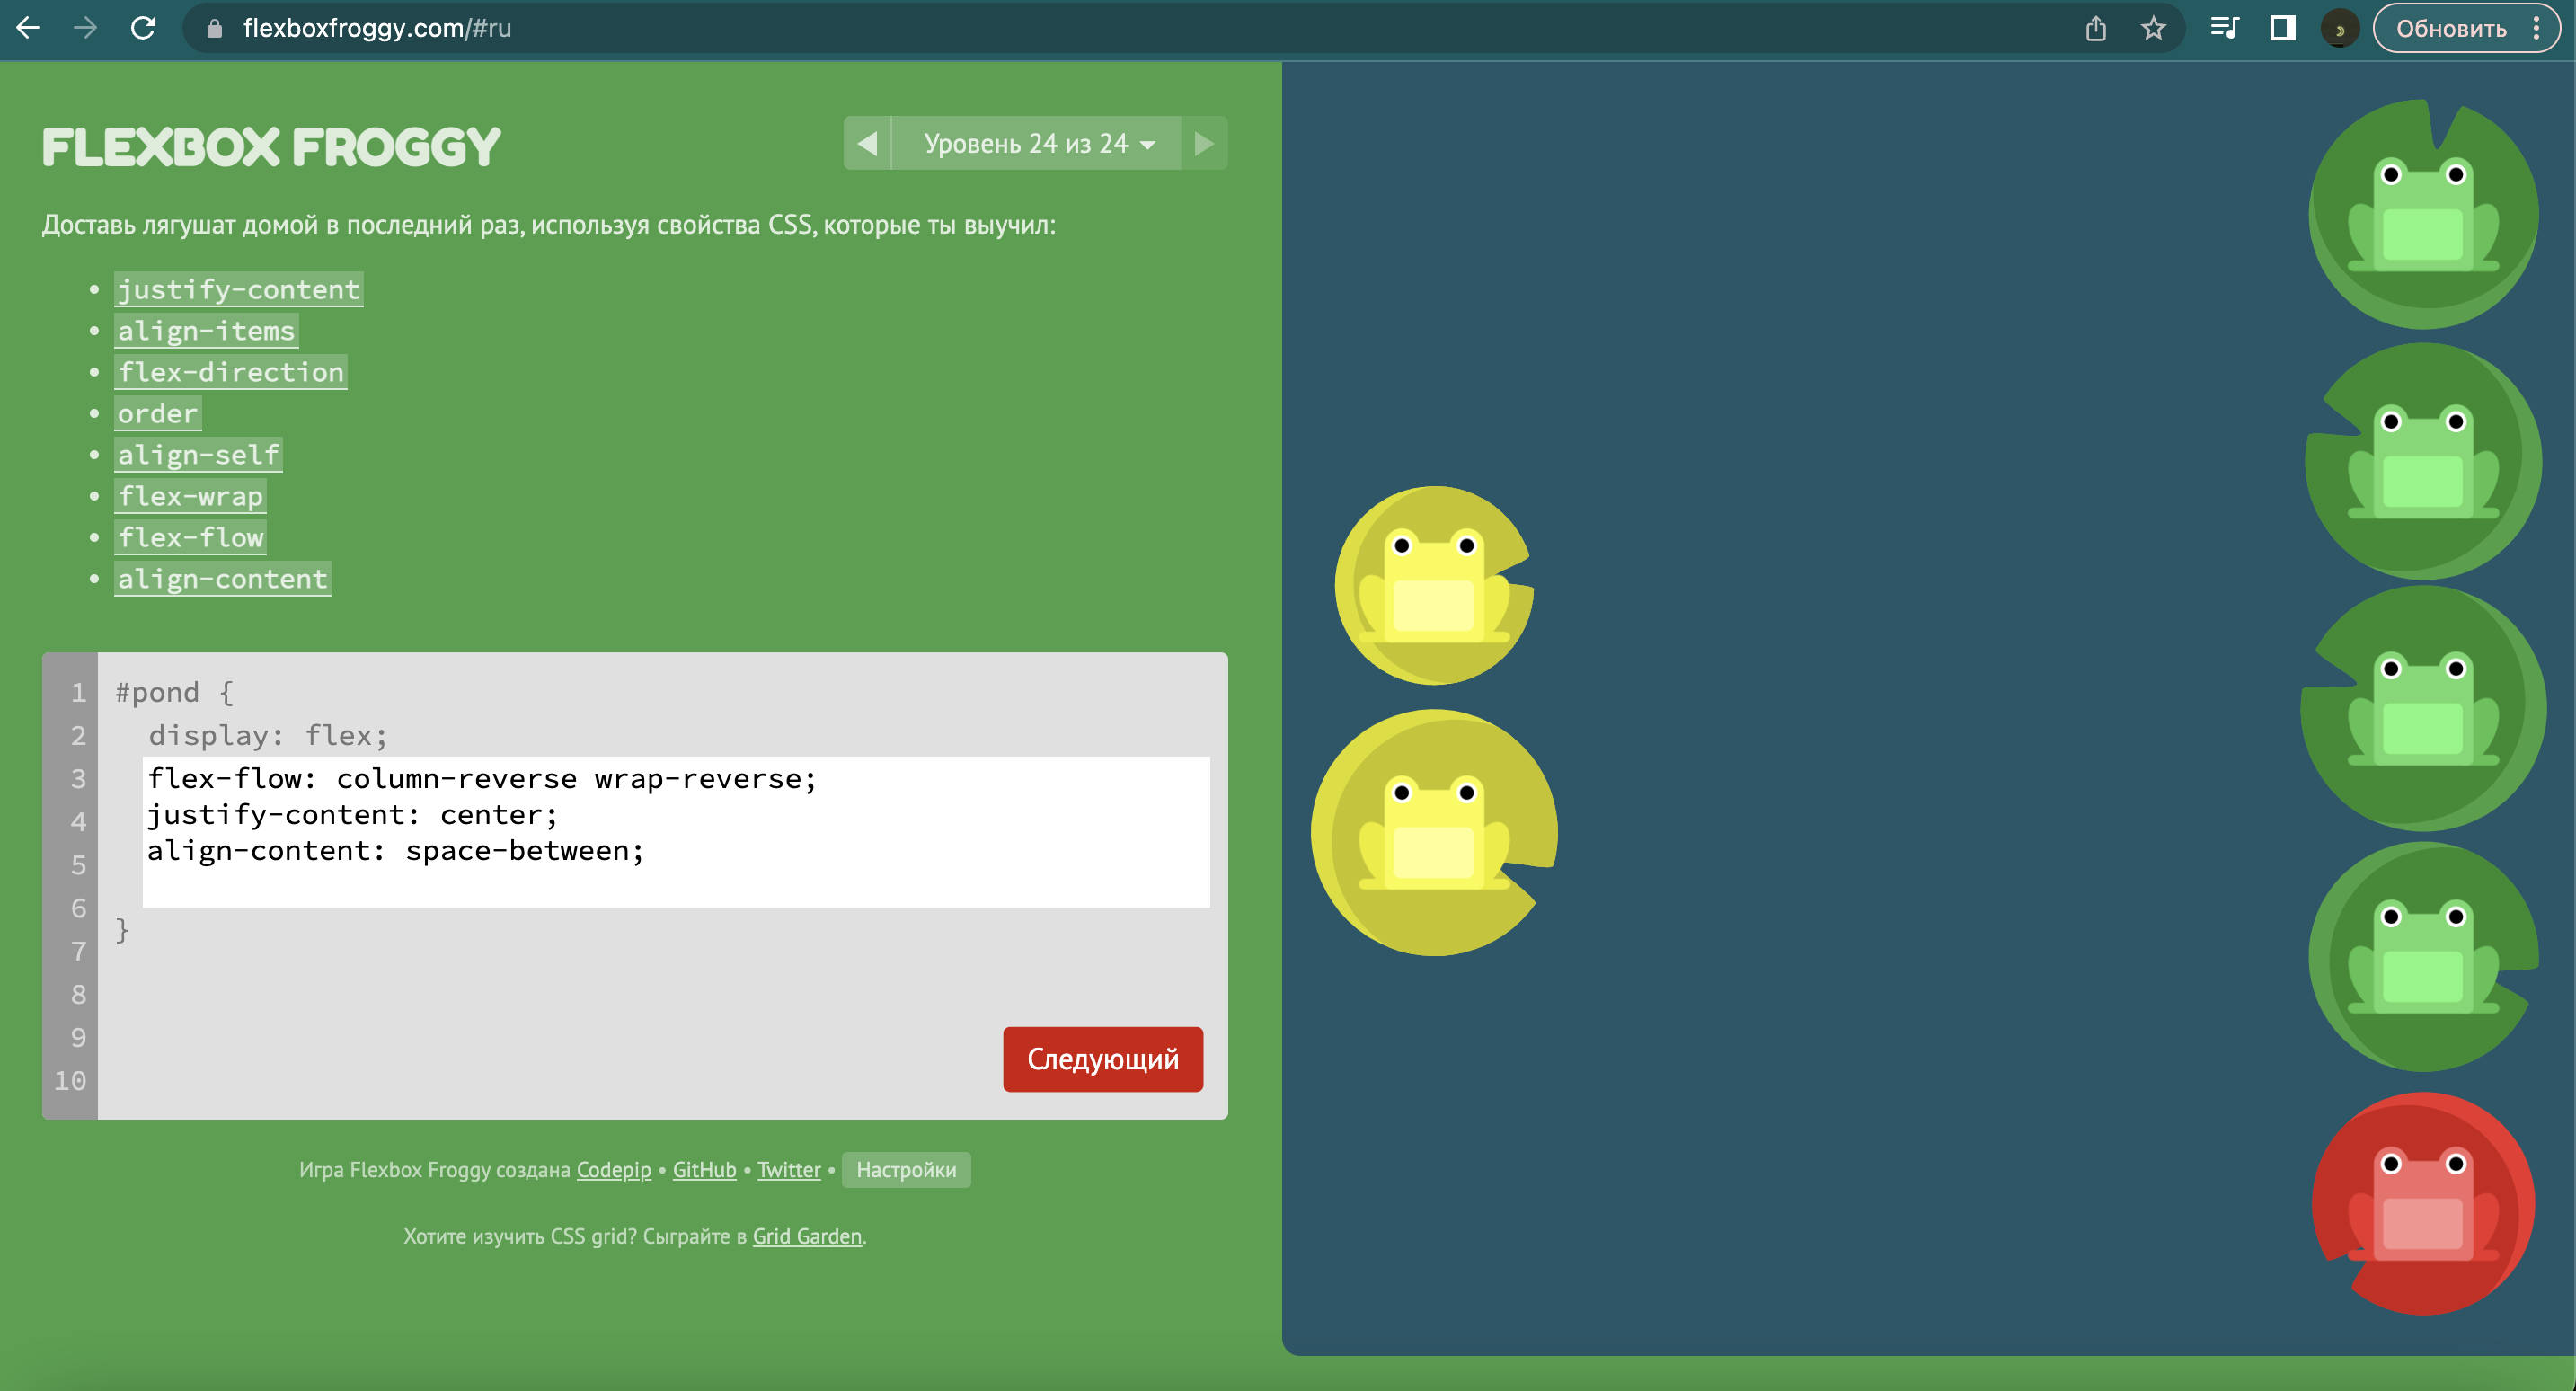 flexboxfroggy.com/#ru
Обновить
FLEXBOX FROGGY
Уровень 24 из 24
Доставь лягушат домой в последний раз, используя свойства CSS, которые ты выучил:
• justify-content
• align-items
• flex-direction
• order
• align-self
• flex-wrap
• flex-flow
• align-content
1 #pond {
2 display: flex;
3 flex-flow: column-reverse wrap-reverse;
4 justify-content: center;
5 align-content: space-between;
6 }
7
8
9
10
Следующий
Игра Flexbox Froggy создана Codepip • GitHub • Twitter • Настройки
Хотите изучить CSS grid? Сыграйте в Grid Garden.